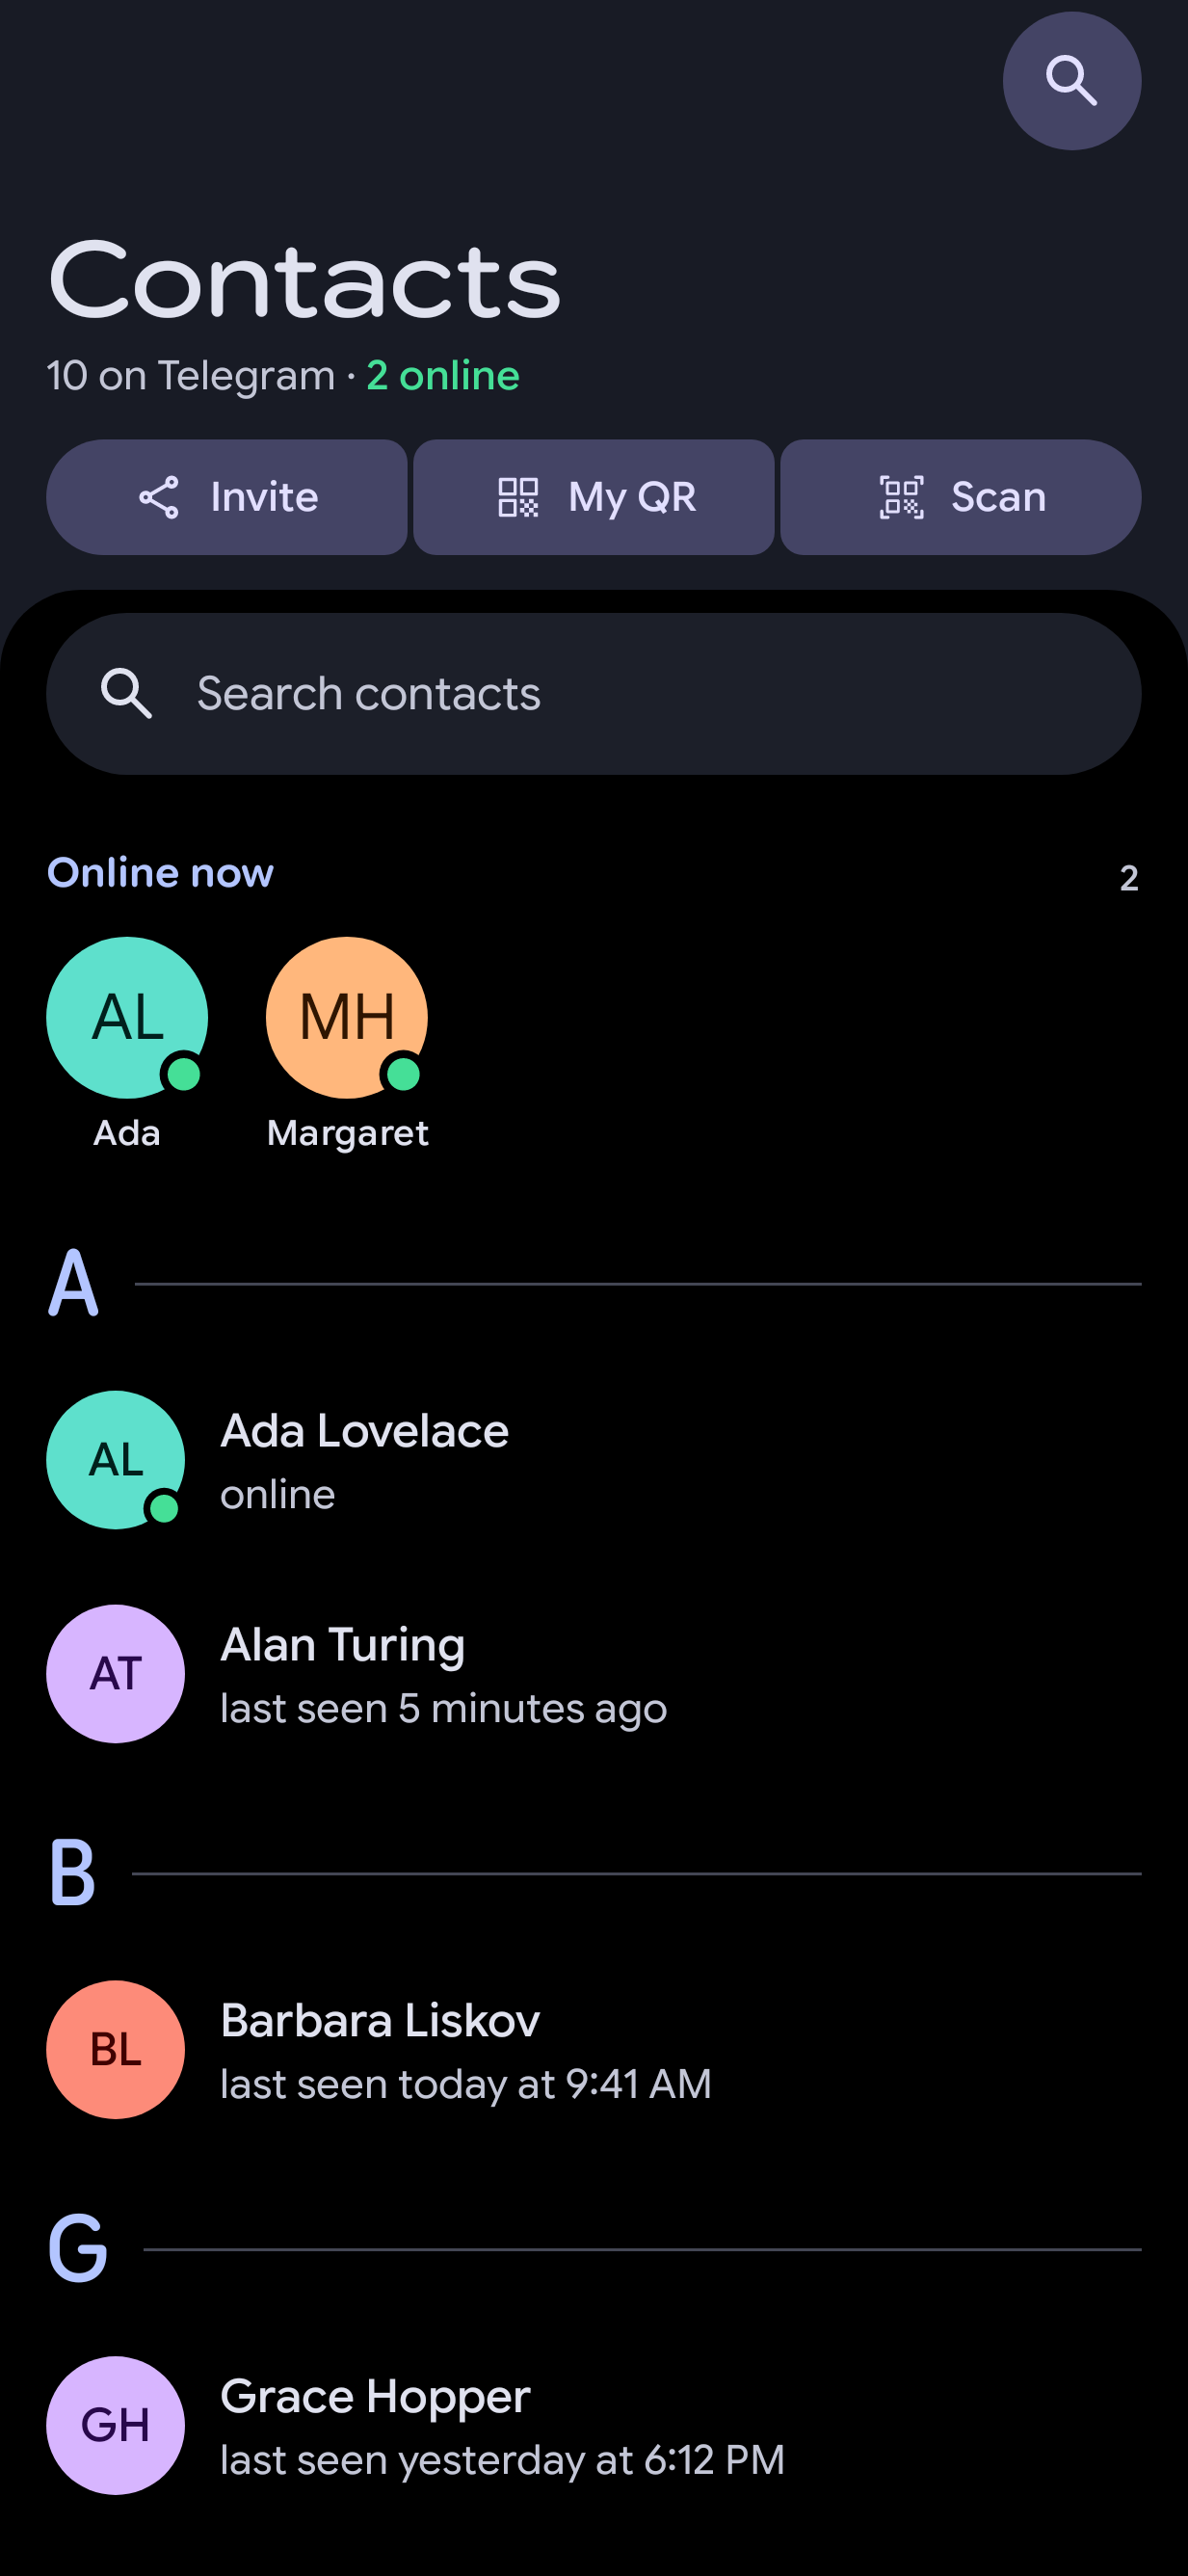 Contacts
10 on Telegram · 2 online
Invite
My QR
Scan
Search contacts
Online now
2
AL
MH
Ada
Margaret
A
AL
Ada Lovelace
online
AT
Alan Turing
last seen 5 minutes ago
B
BL
Barbara Liskov
last seen today at 9:41 AM
G
GH
Grace Hopper
last seen yesterday at 6:12 PM